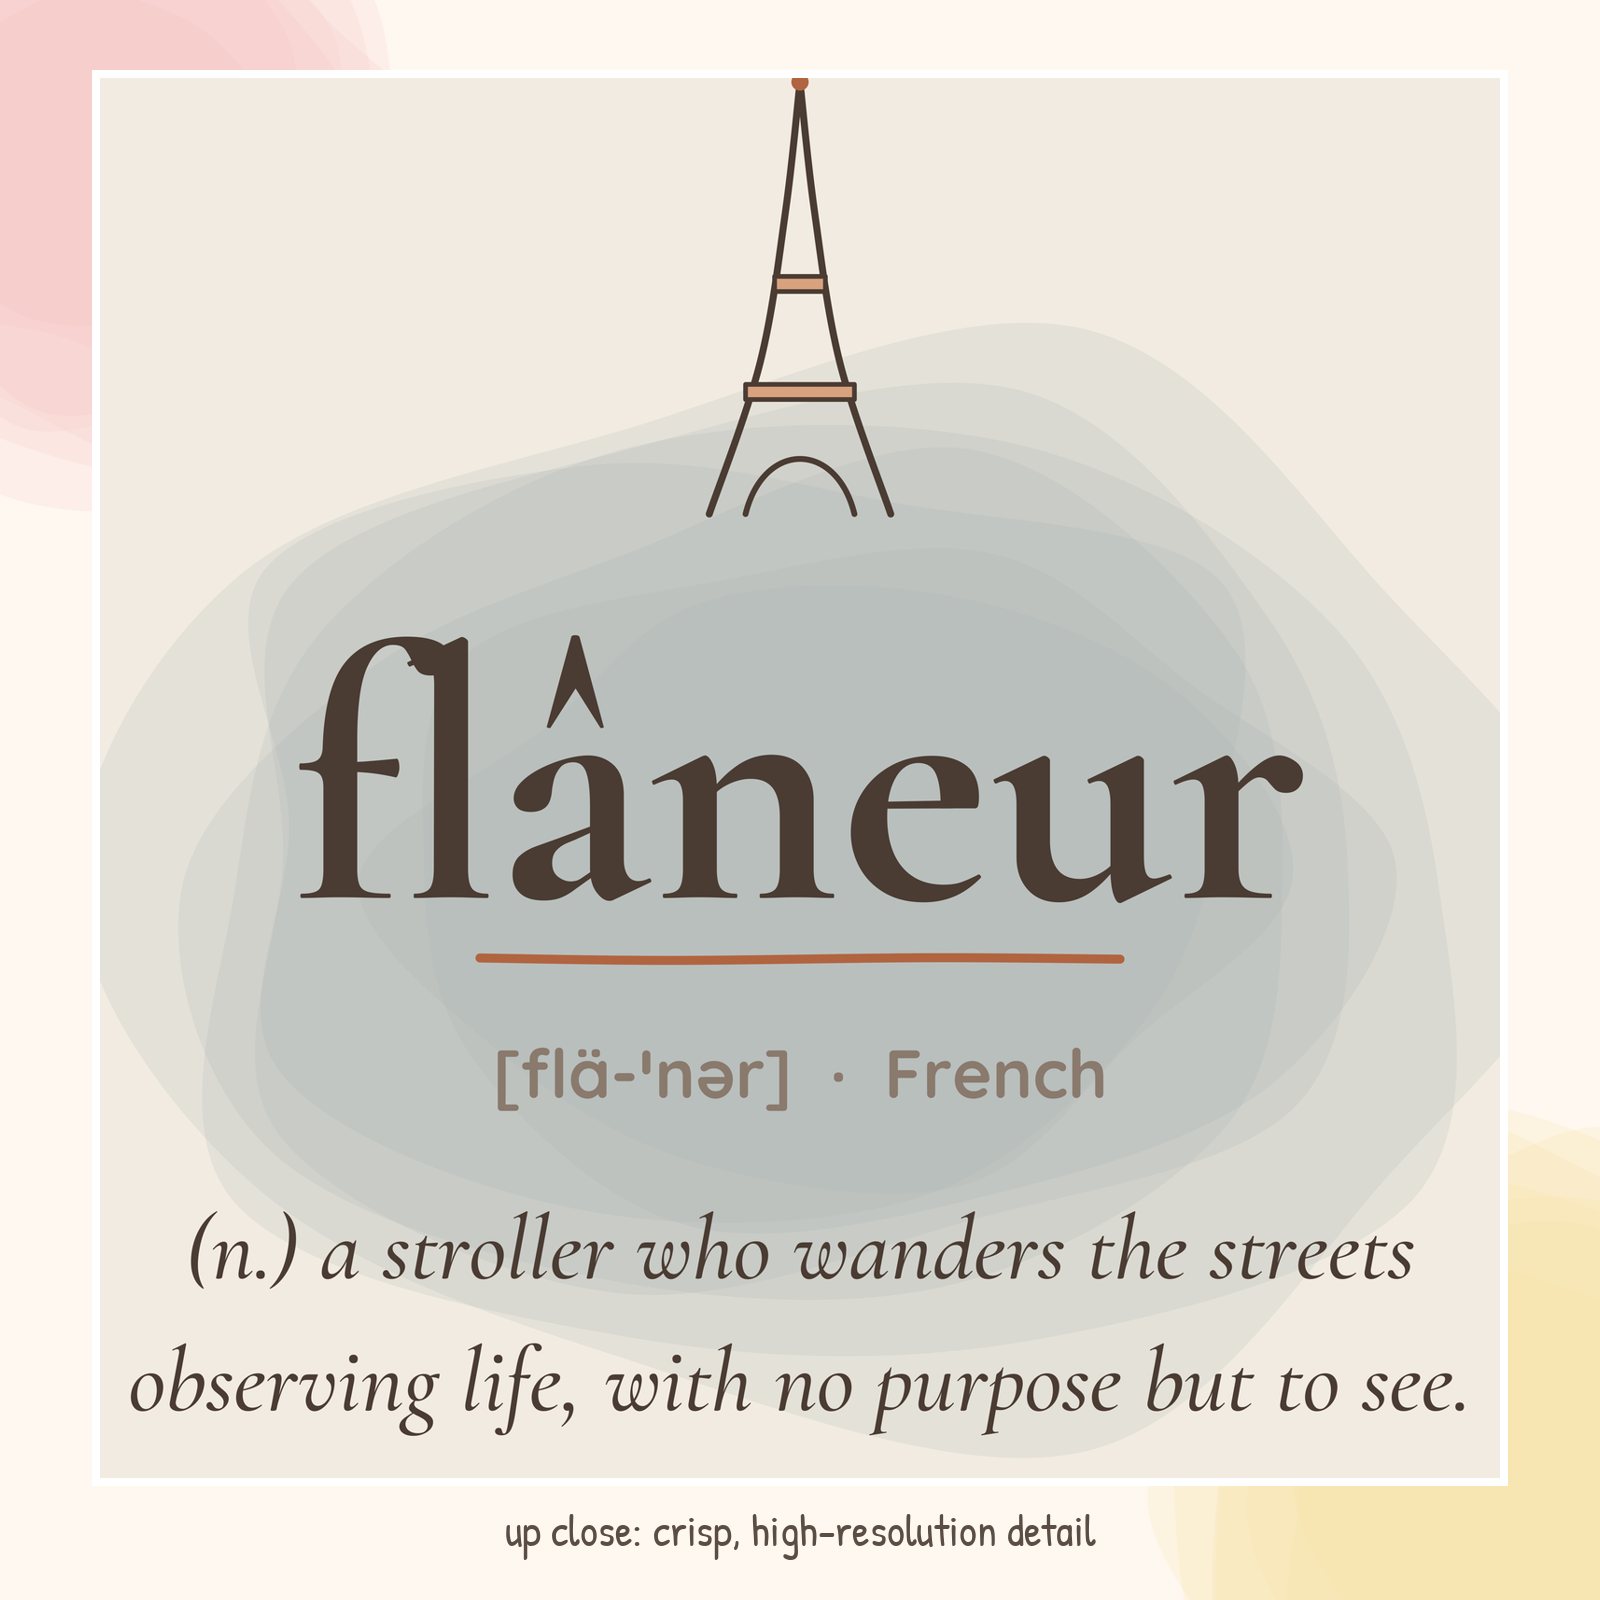 flâneur
[flä-ˈnər] · French
(n.) a stroller who wanders the streets
observing life, with no purpose but to see.
up close: crisp, high-resolution detail